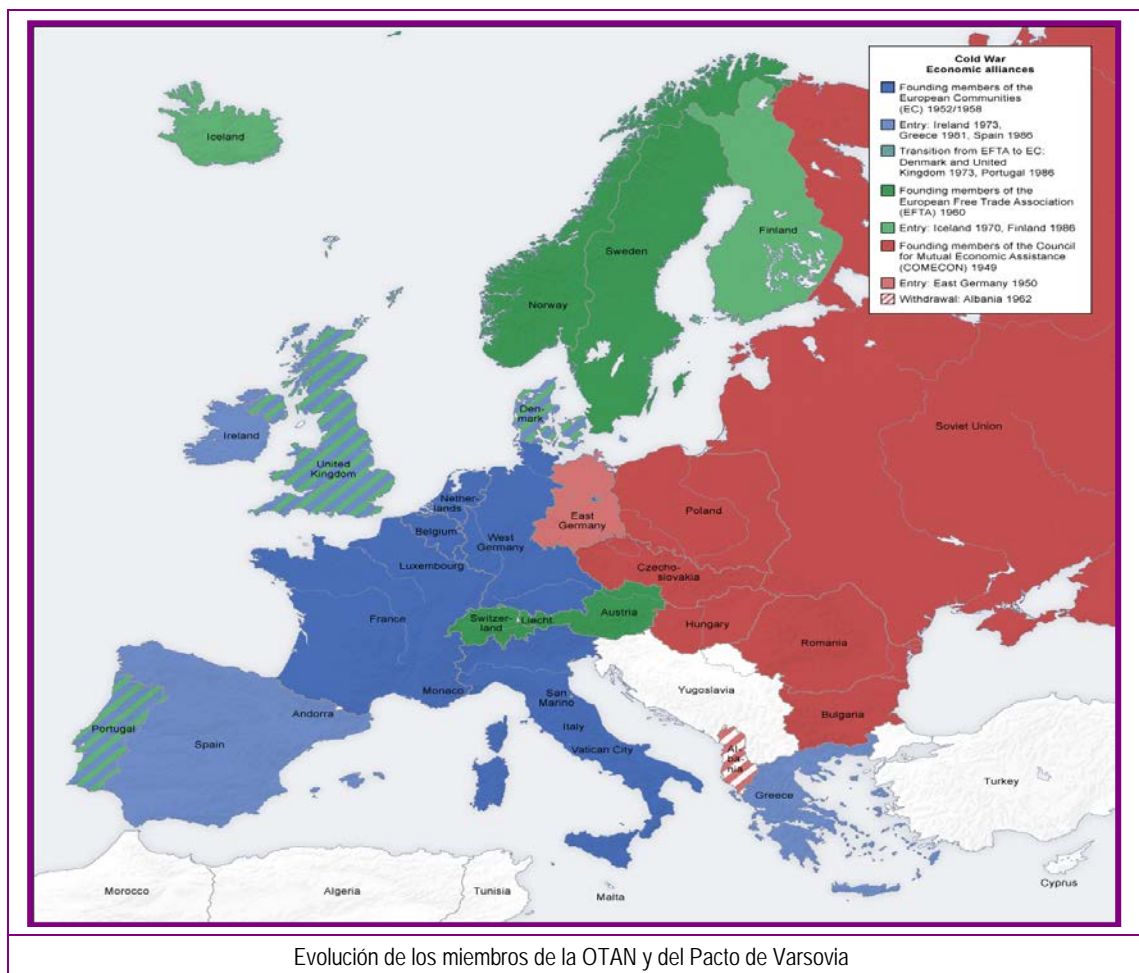 Cold War
Economic alliances
Founding members of the
European Communities
(EC) 1952/1958
Entry: Ireland 1973,
Greece 1981, Spain 1986
Transition from EFTA to EC:
Denmark and United
Kingdom 1973, Portugal 1986
Founding members of the
European Free Trade Association
(EFTA) 1960
Entry: Iceland 1970, Finland 1986
Founding members of the Council
for Mutual Economic Assistance
(COMECON) 1949
Entry: East Germany 1950
Withdrawal: Albania 1962
Iceland
Finland
Sweden
Norway
Den-
mark
Ireland
United
Kingdom
Soviet Union
Nether-
lands
Belgium
Luxembourg
West
Germany
East
Germany
Poland
Czecho-
slovakia
France
Switzer-
land
Liecht.
Austria
Hungary
Romania
Monaco
San
Marino
Italy
Vatican City
Yugoslavia
Bulgaria
Al-
ba-
nia
Greece
Turkey
Portugal
Spain
Andorra
Morocco
Algeria
Tunisia
Malta
Cyprus
Evolución de los miembros de la OTAN y del Pacto de Varsovia